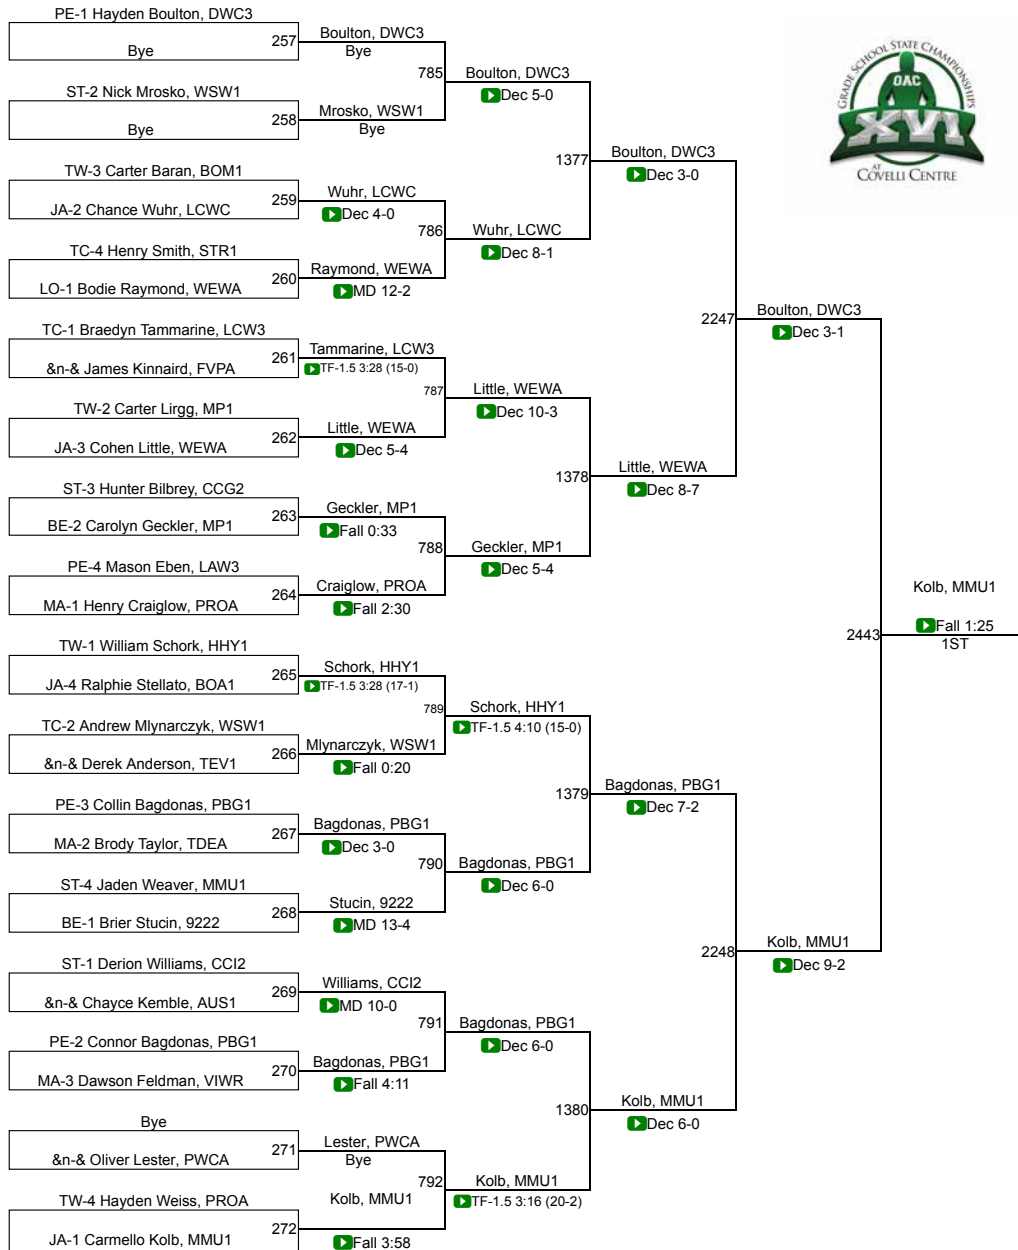 PE-1 Hayden Boulton, DWC3
257
Bye
ST-2 Nick Mrosko, WSW1
258
Bye
TW-3 Carter Baran, BOM1
259
JA-2 Chance Wuhr, LCWC
TC-4 Henry Smith, STR1
260
LO-1 Bodie Raymond, WEWA
TC-1 Braedyn Tammarine, LCW3
261
&n-& James Kinnaird, FVPA
TW-2 Carter Lirgg, MP1
262
JA-3 Cohen Little, WEWA
ST-3 Hunter Bilbrey, CCG2
263
BE-2 Carolyn Geckler, MP1
PE-4 Mason Eben, LAW3
264
MA-1 Henry Craiglow, PROA
TW-1 William Schork, HHY1
265
JA-4 Ralphie Stellato, BOA1
TC-2 Andrew Mlynarczyk, WSW1
266
&n-& Derek Anderson, TEV1
PE-3 Collin Bagdonas, PBG1
267
MA-2 Brody Taylor, TDEA
ST-4 Jaden Weaver, MMU1
268
BE-1 Brier Stucin, 9222
ST-1 Derion Williams, CCI2
269
&n-& Chayce Kemble, AUS1
PE-2 Connor Bagdonas, PBG1
270
MA-3 Dawson Feldman, VIWR
Bye
271
&n-& Oliver Lester, PWCA
TW-4 Hayden Weiss, PROA
272
JA-1 Carmello Kolb, MMU1
Boulton, DWC3
Bye
785
Mrosko, WSW1
Bye
Wuhr, LCWC
Dec 4-0
786
Raymond, WEWA
MD 12-2
Tammarine, LCW3
TF-1.5 3:28 (15-0)
787
Little, WEWA
Dec 5-4
Geckler, MP1
Fall 0:33
788
Craiglow, PROA
Fall 2:30
Schork, HHY1
TF-1.5 3:28 (17-1)
789
Mlynarczyk, WSW1
Fall 0:20
Bagdonas, PBG1
Dec 3-0
790
Stucin, 9222
MD 13-4
Williams, CCI2
MD 10-0
791
Bagdonas, PBG1
Fall 4:11
Lester, PWCA
Bye
792
Kolb, MMU1
Fall 3:58
Boulton, DWC3
Dec 5-0
1377
Wuhr, LCWC
Dec 8-1
Little, WEWA
Dec 10-3
1378
Geckler, MP1
Dec 5-4
Schork, HHY1
TF-1.5 4:10 (15-0)
1379
Bagdonas, PBG1
Dec 6-0
Bagdonas, PBG1
Dec 6-0
1380
Kolb, MMU1
TF-1.5 3:16 (20-2)
Boulton, DWC3
Dec 3-0
2247
Little, WEWA
Dec 8-7
Bagdonas, PBG1
Dec 7-2
2248
Kolb, MMU1
Dec 6-0
Boulton, DWC3
Dec 3-1
2443
Kolb, MMU1
Dec 9-2
Kolb, MMU1
Fall 1:25
1ST
GRADE SCHOOL STATE CHAMPIONSHIPS
OAC
XVI
AT
COVELLI CENTRE